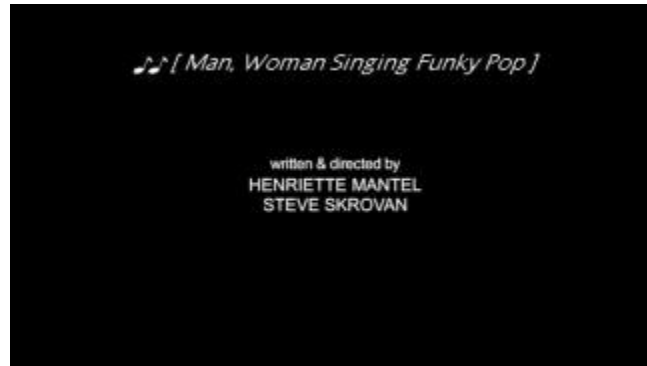 ♪♪ [ Man, Woman Singing Funky Pop ]
written & directed by
HENRIETTE MANTEL
STEVE SKROVAN